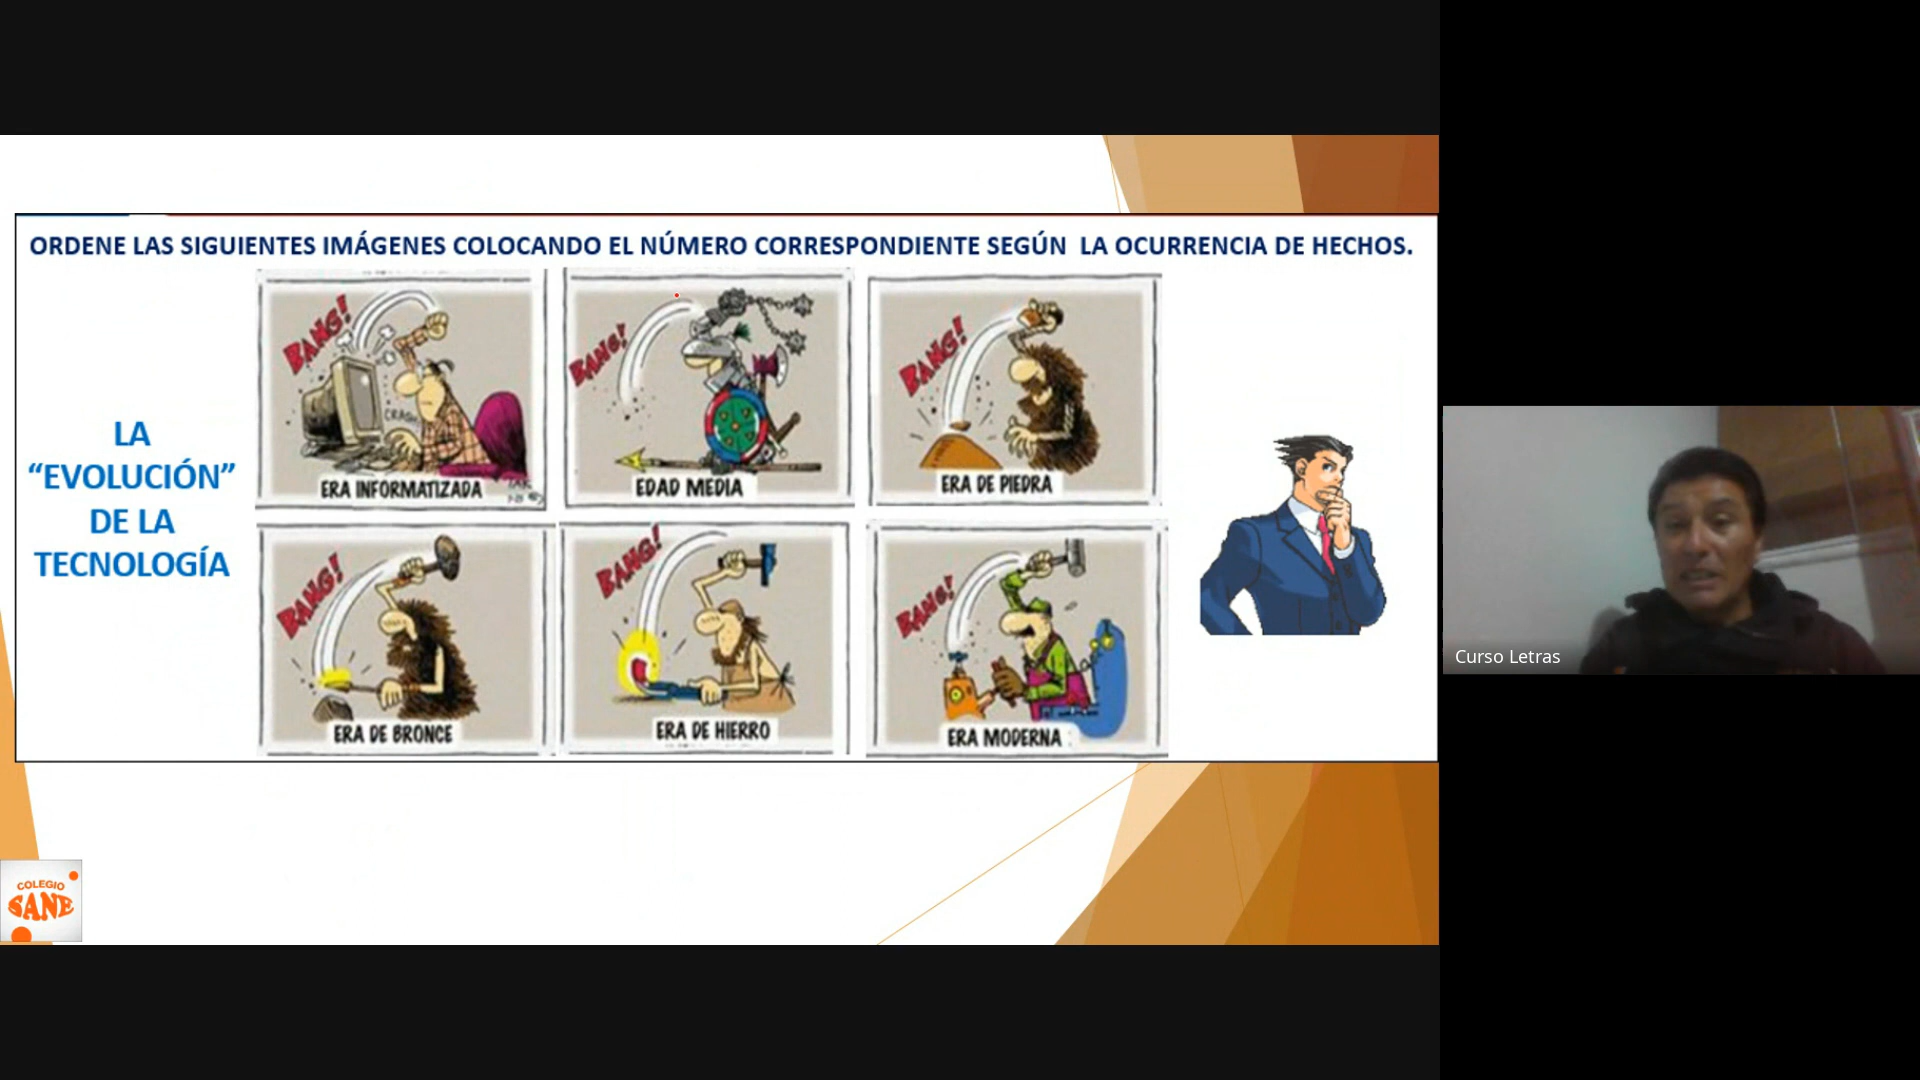 ORDENE LAS SIGUIENTES IMÁGENES COLOCANDO EL NÚMERO CORRESPONDIENTE SEGÚN LA OCURRENCIA DE HECHOS.
LA
“EVOLUCIÓN”
DE LA
TECNOLOGÍA
BANG!
CRASH
ERA INFORMATIZADA
BANG!
EDAD MEDIA
BANG!
ERA DE PIEDRA
BANG!
ERA DE BRONCE
BANG!
ERA DE HIERRO
BANG!
ERA MODERNA
Curso Letras
COLEGIO
SANE